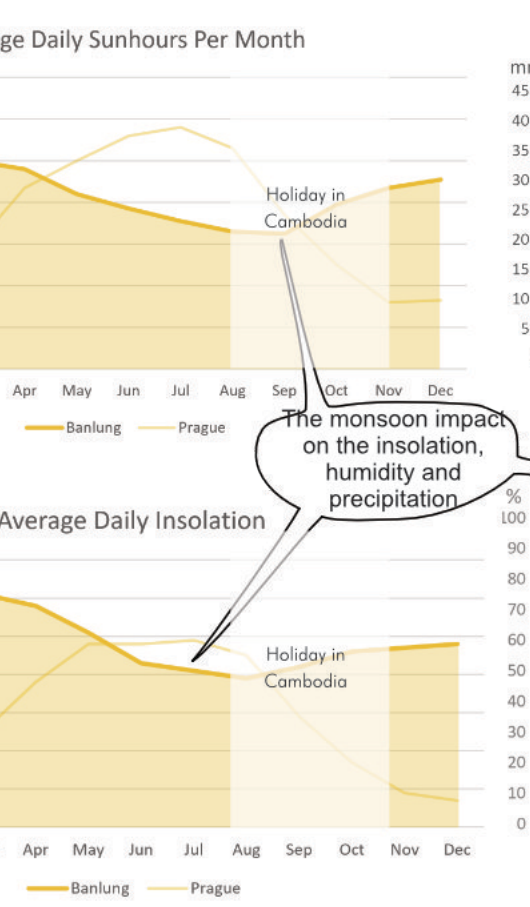 ge Daily Sunhours Per Month
Holiday in
Cambodia
Apr May Jun Jul Aug Sep Oct Nov Dec
Banlung Prague
The monsoon impact
on the insolation,
humidity and
precipitation
Average Daily Insolation
Holiday in
Cambodia
Apr May Jun Jul Aug Sep Oct Nov Dec
Banlung Prague
45
40
35
30
25
20
15
10
5
%
100
90
80
70
60
50
40
30
20
10
0